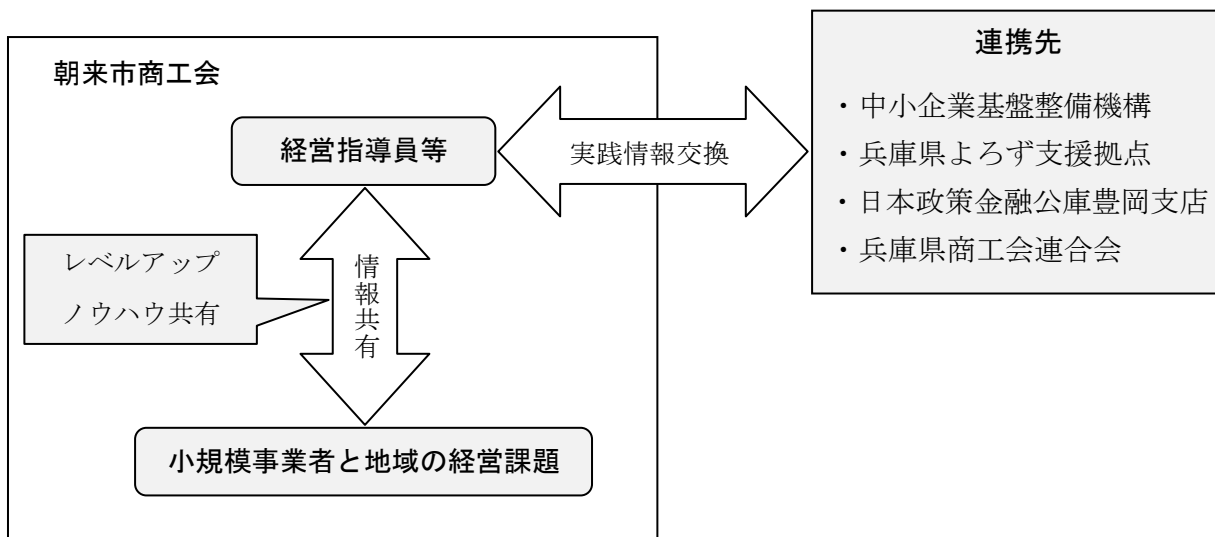 朝来市商工会
経営指導員等
実践情報交換
レベルアップ
ノウハウ共有
情報共有
小規模事業者と地域の経営課題
連携先
・中小企業基盤整備機構
・兵庫県よろず支援拠点
・日本政策金融公庫豊岡支店
・兵庫県商工会連合会